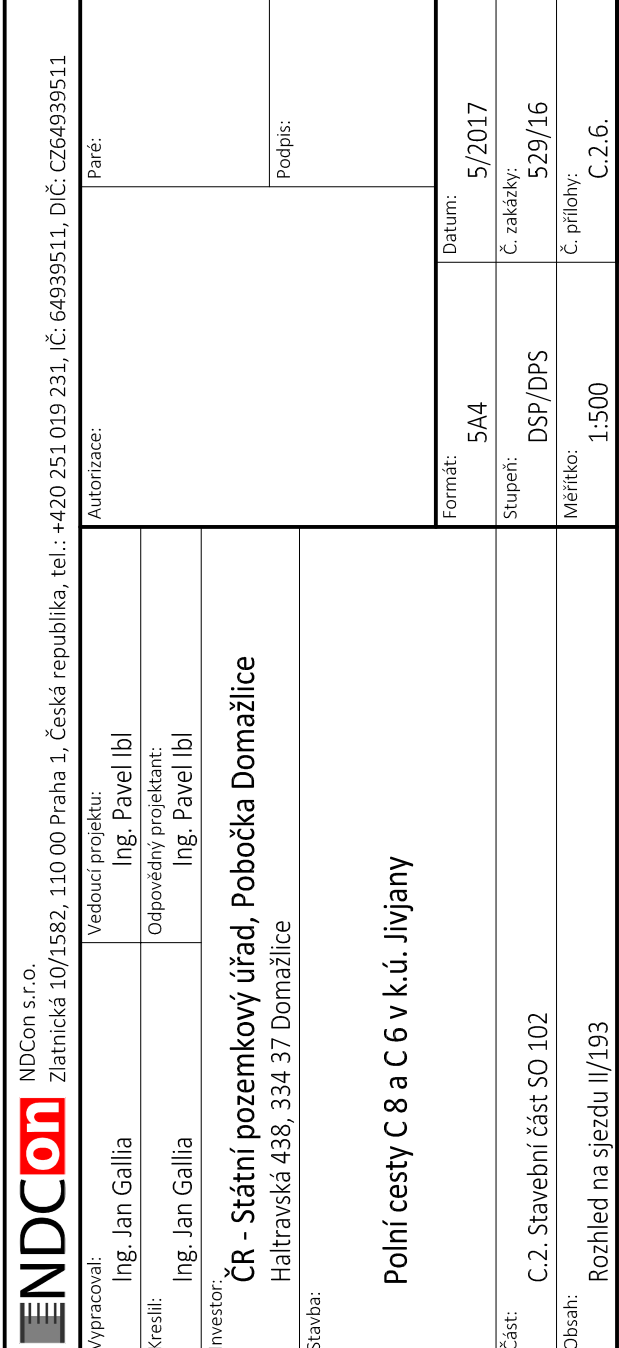 NDCon
NDCon s.r.o.
Zlatnická 10/1582, 110 00 Praha 1, Česká republika, tel.: +420 251 019 231, IČ: 64939511, DIČ: CZ64939511
Vypracoval:
Ing. Jan Gallia
Vedoucí projektu:
Ing. Pavel Ibl
Autorizace:
Paré:
Kreslil:
Ing. Jan Gallia
Odpovědný projektant:
Ing. Pavel Ibl
Investor:
ČR - Státní pozemkový úřad, Pobočka Domažlice
Haltravská 438, 334 37 Domažlice
Podpis:
Stavba:
Polní cesty C 8 a C 6 v k.ú. Jivjany
Formát:
5A4
Datum:
5/2017
Část:
C.2. Stavební část SO 102
Stupeň:
DSP/DPS
Č. zakázky:
529/16
Obsah:
Rozhled na sjezdu II/193
Měřítko:
1:500
Č. přílohy:
C.2.6.